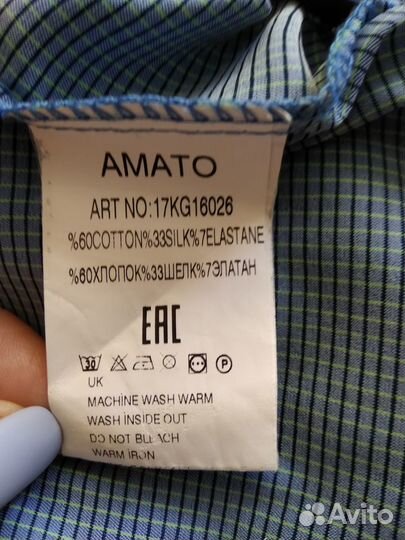 AMATO
ART NO:17KG16026
%60COTTON%33SILK%7ELASTANE
%60ХЛОПОК%33ШЕЛК%7ЭЛАТАН
EAC
30 P
UK
MACHINE WASH WARM
WASH INSIDE OUT
DO NOT BLEACH
WARM IRON
Avito